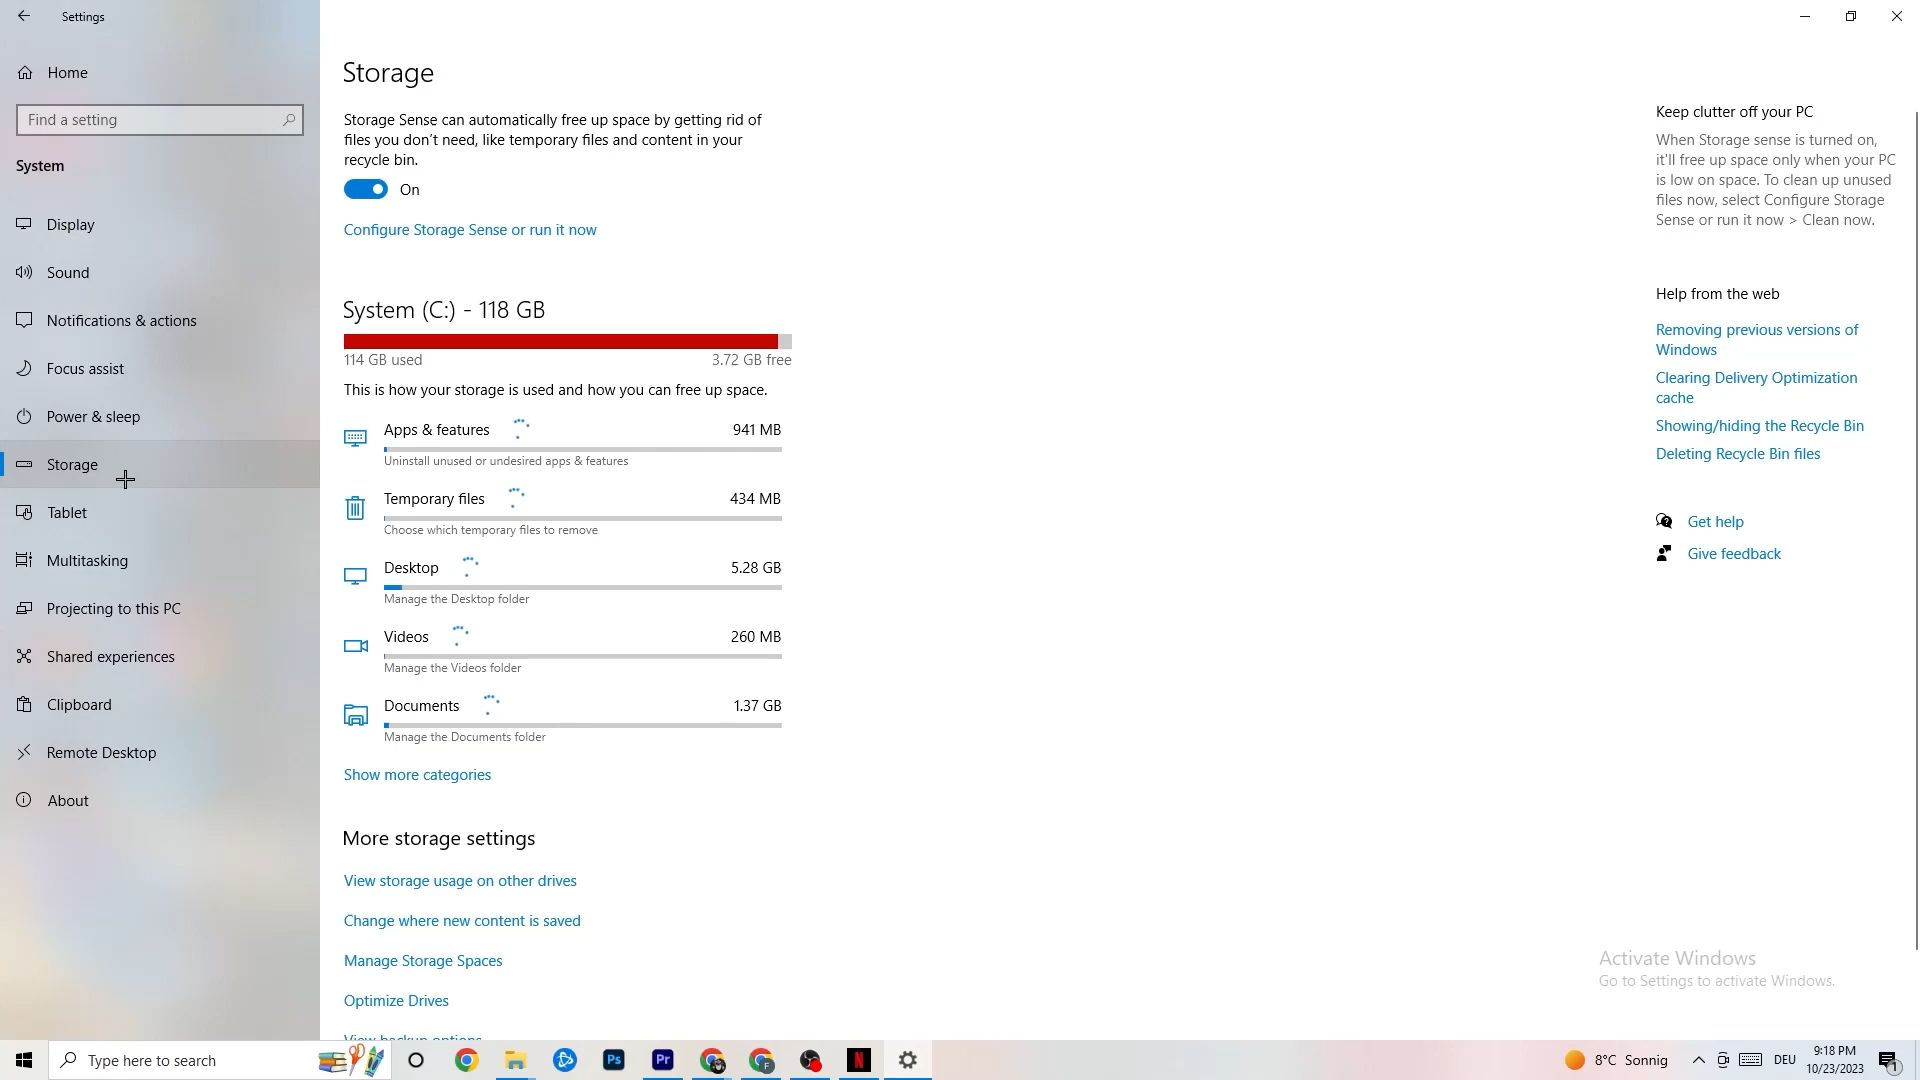 Settings
Home
Find a setting
System
Display
Sound
Notifications & actions
Focus assist
Power & sleep
Storage
Tablet
Multitasking
Projecting to this PC
Shared experiences
Clipboard
Remote Desktop
About
Storage
Storage Sense can automatically free up space by getting rid of
files you don't need, like temporary files and content in your
recycle bin.
On
Configure Storage Sense or run it now
System (C:) - 118 GB
114 GB used 3.72 GB free
This is how your storage is used and how you can free up space.
Apps & features 941 MB
Uninstall unused or undesired apps & features
Temporary files 434 MB
Choose which temporary files to remove
Desktop 5.28 GB
Manage the Desktop folder
Videos 260 MB
Manage the Videos folder
Documents 1.37 GB
Manage the Documents folder
Show more categories
More storage settings
View storage usage on other drives
Change where new content is saved
Manage Storage Spaces
Optimize Drives
View backup options
Keep clutter off your PC
When Storage sense is turned on,
it'll free up space only when your PC
is low on space. To clean up unused
files now, select Configure Storage
Sense or run it now > Clean now.
Help from the web
Removing previous versions of
Windows
Clearing Delivery Optimization
cache
Showing/hiding the Recycle Bin
Deleting Recycle Bin files
Get help
Give feedback
Activate Windows
Go to Settings to activate Windows.
Type here to search
Ps
Pr
F
N
8°C Sonnig
DEU
9:18 PM
10/23/2023
1